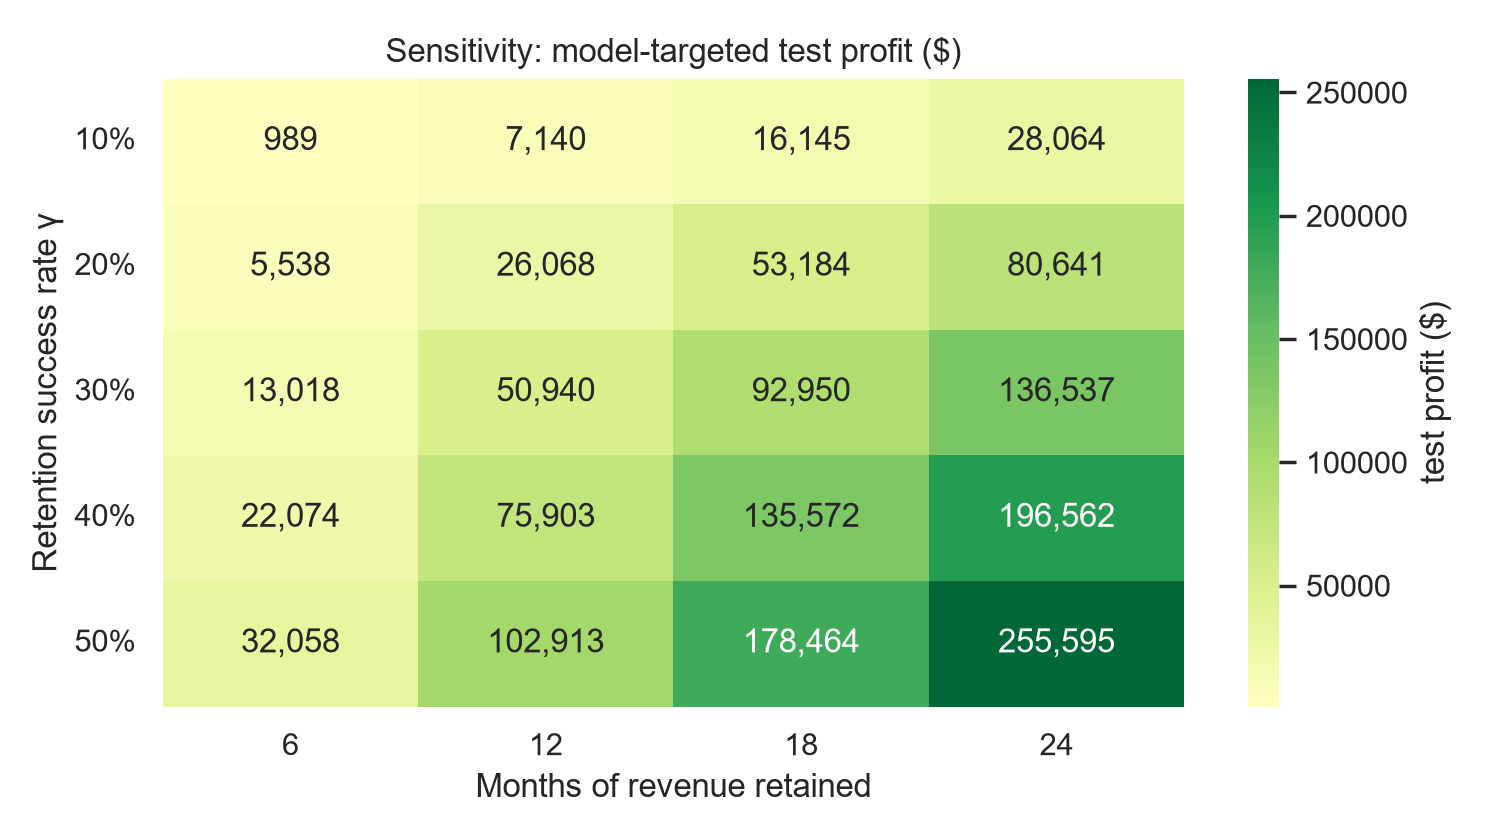 Sensitivity: model-targeted test profit ($)
Retention success rate γ
10% 989 7,140 16,145 28,064
20% 5,538 26,068 53,184 80,641
30% 13,018 50,940 92,950 136,537
40% 22,074 75,903 135,572 196,562
50% 32,058 102,913 178,464 255,595
6 12 18 24
Months of revenue retained
250000
200000
150000
100000
50000
test profit ($)